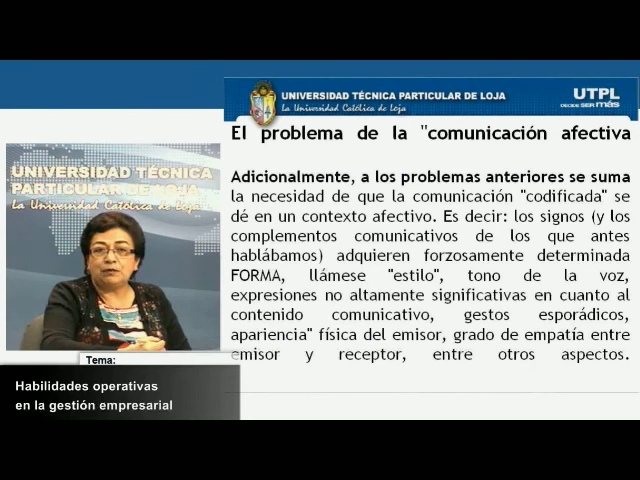 UNIVERSIDAD TÉCNICA PARTICULAR DE LOJA
La Universidad Católica de Loja
UTPL
DECIDE SER más
El problema de la "comunicación afectiva
Adicionalmente, a los problemas anteriores se suma
la necesidad de que la comunicación "codificada" se
dé en un contexto afectivo. Es decir: los signos (y los
complementos comunicativos de los que antes
hablábamos) adquieren forzosamente determinada
FORMA, llámese "estilo", tono de la voz,
expresiones no altamente significativas en cuanto al
contenido comunicativo, gestos esporádicos,
apariencia" física del emisor, grado de empatía entre
emisor y receptor, entre otros aspectos.
UNIVERSIDAD TÉCNICA
PARTICULAR DE LOJA
La Universidad Católica de Loja
Tema:
Habilidades operativas
en la gestión empresarial